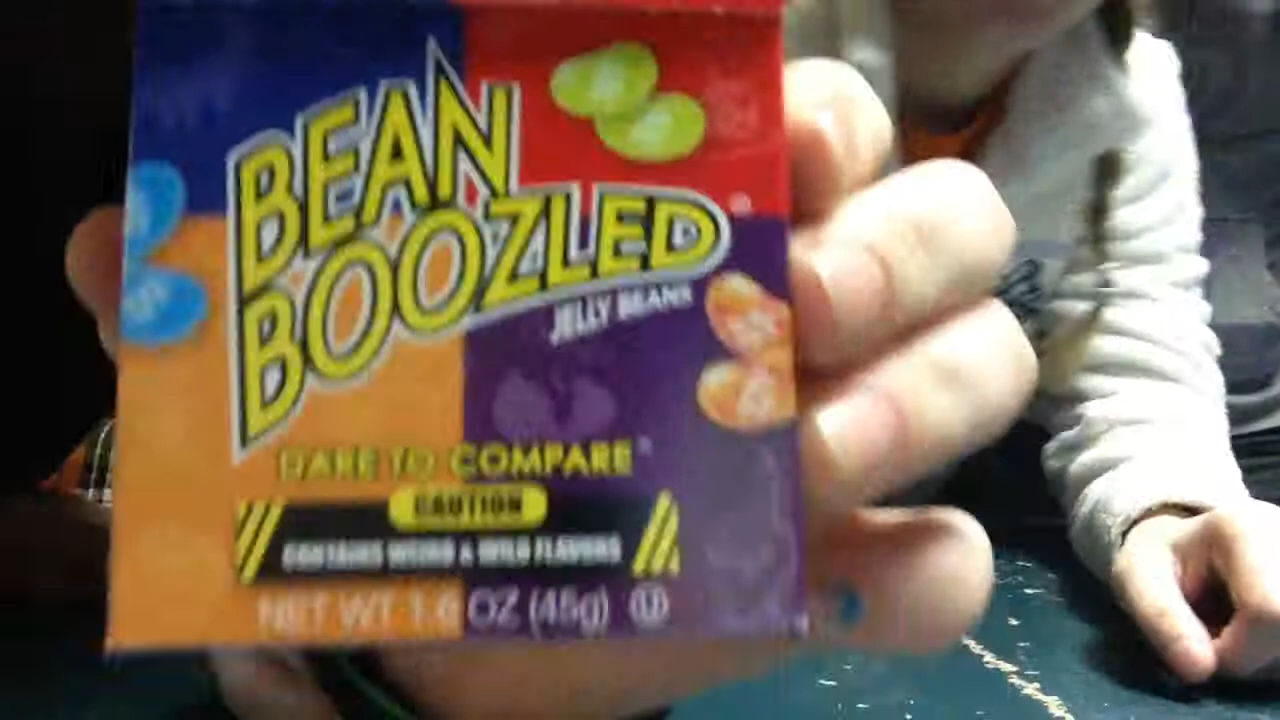 BEAN
BOOZLED
JELLY BEANS
DARE TO COMPARE
CAUTION
CONTAINS WEIRD & WILD FLAVORS
NET WT 1.6 OZ (45g) U